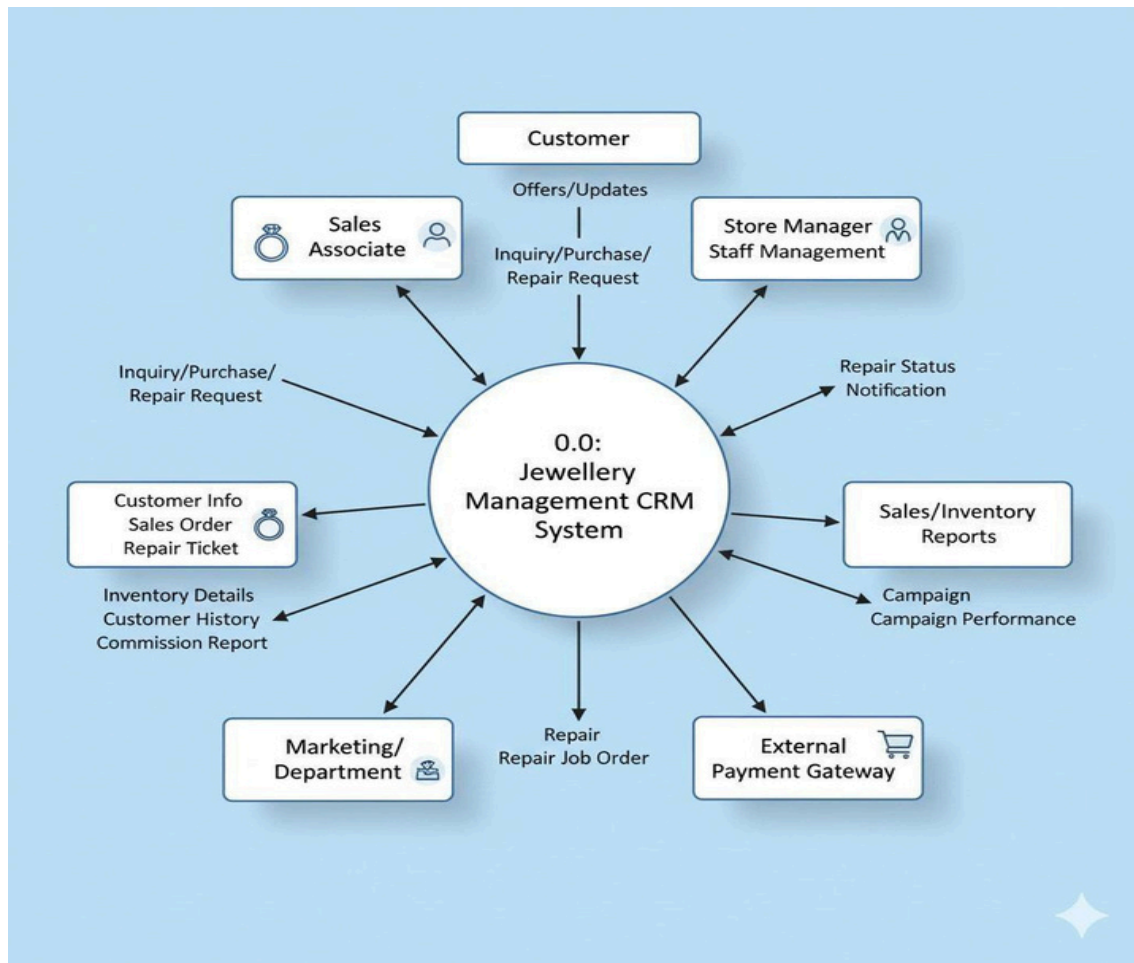 Customer
Offers/Updates
Sales
Associate
Store Manager
Staff Management
Inquiry/Purchase/
Repair Request
Inquiry/Purchase/
Repair Request
Repair Status
Notification
0.0:
Jewellery
Management CRM
System
Customer Info
Sales Order
Repair Ticket
Sales/Inventory
Reports
Inventory Details
Customer History
Commission Report
Campaign
Campaign Performance
Marketing/
Department
Repair
Repair Job Order
External
Payment Gateway